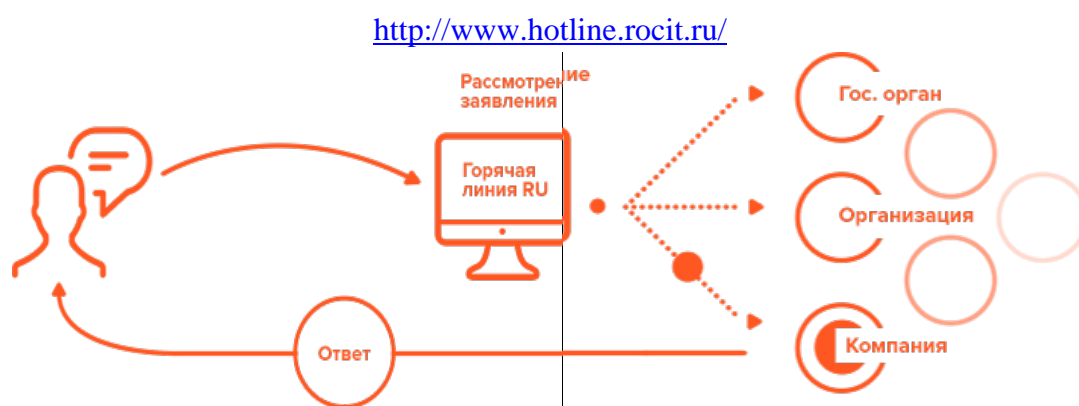 http://www.hotline.rocit.ru/
Рассмотрение
заявления
Горячая
линия RU
Гос. орган
Организация
Компания
Ответ